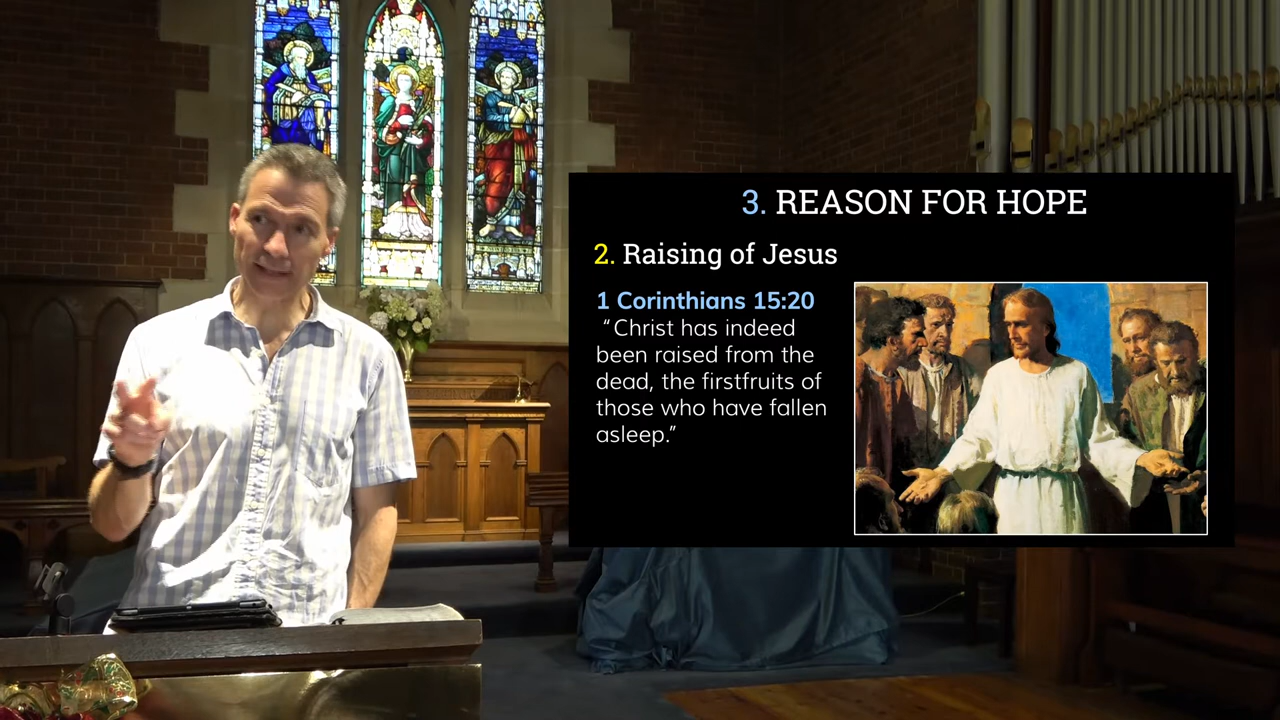 3. REASON FOR HOPE
2. Raising of Jesus
1 Corinthians 15:20
“Christ has indeed
been raised from the
dead, the firstfruits of
those who have fallen
asleep.”